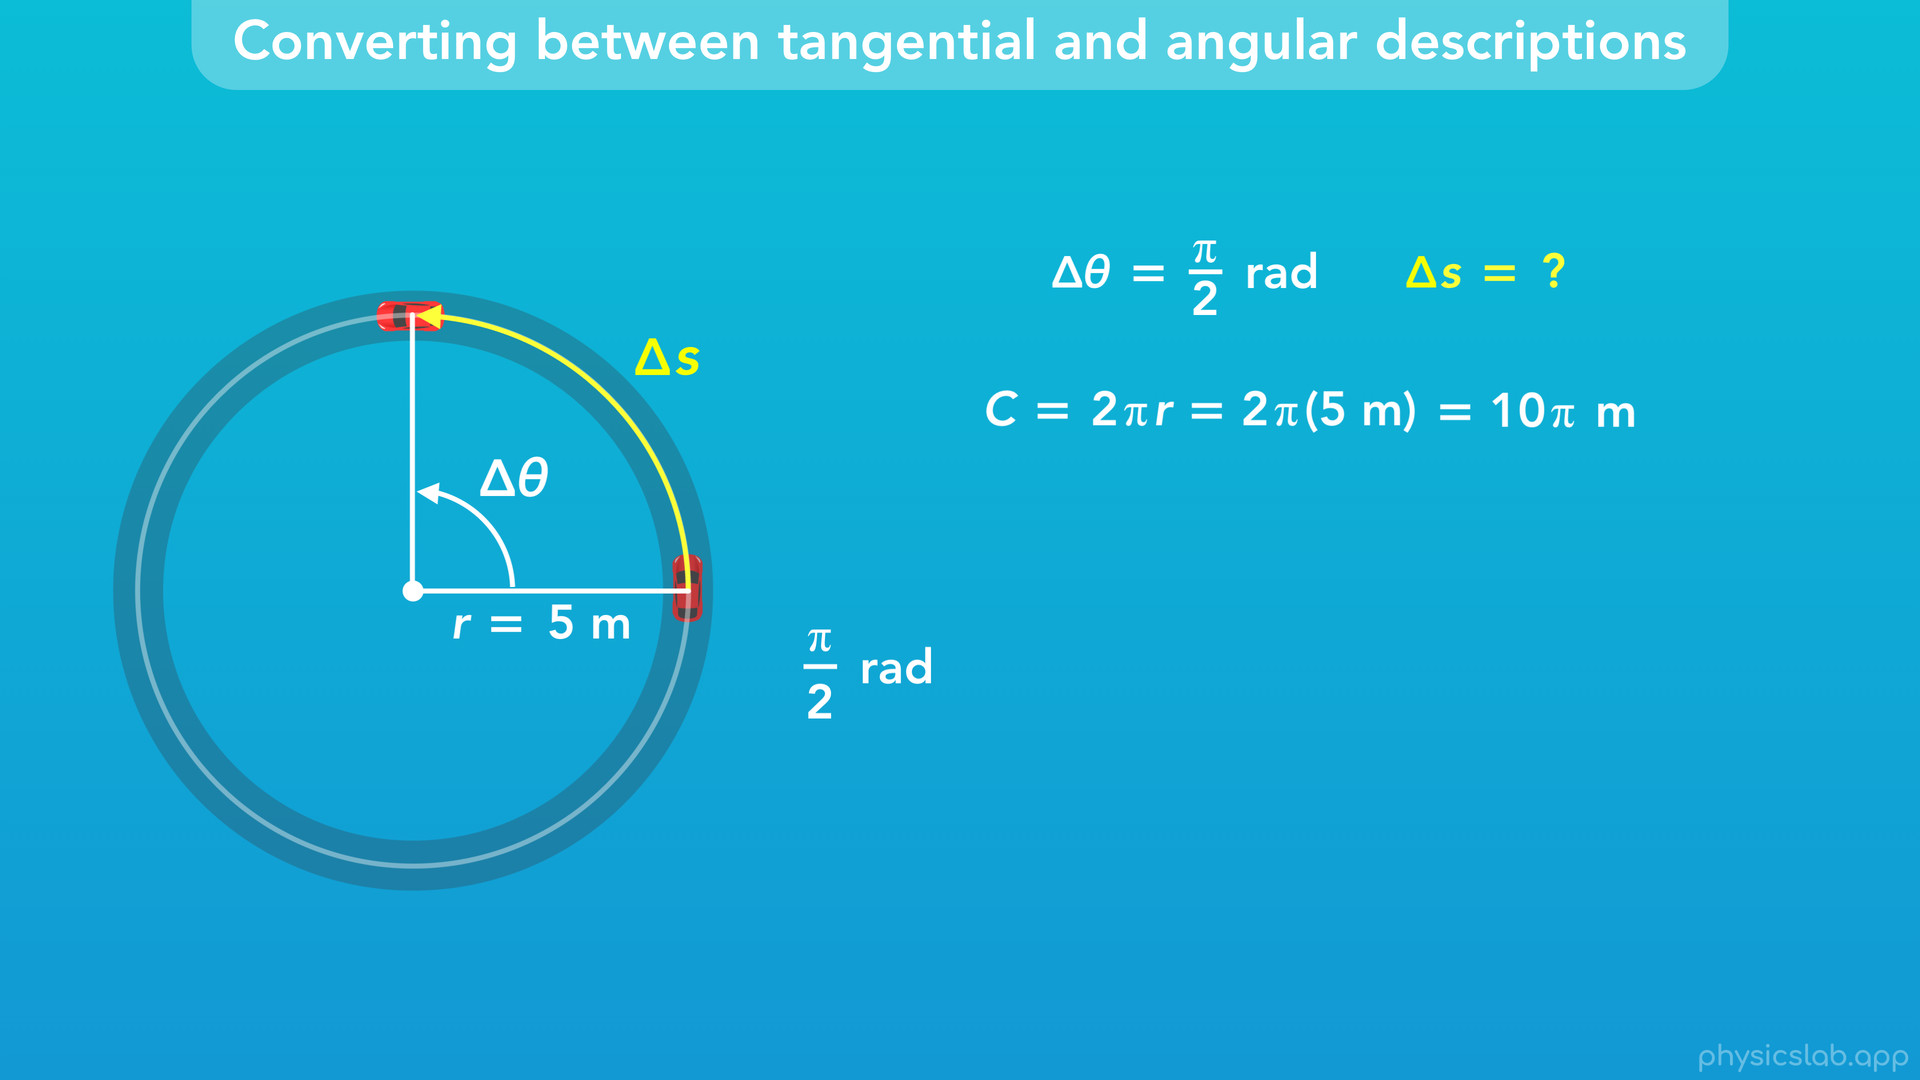 Converting between tangential and angular descriptions
Δθ = π/2 rad Δs = ?
Δs
C = 2πr = 2π(5 m) = 10π m
Δθ
r = 5 m
π/2 rad
physicslab.app